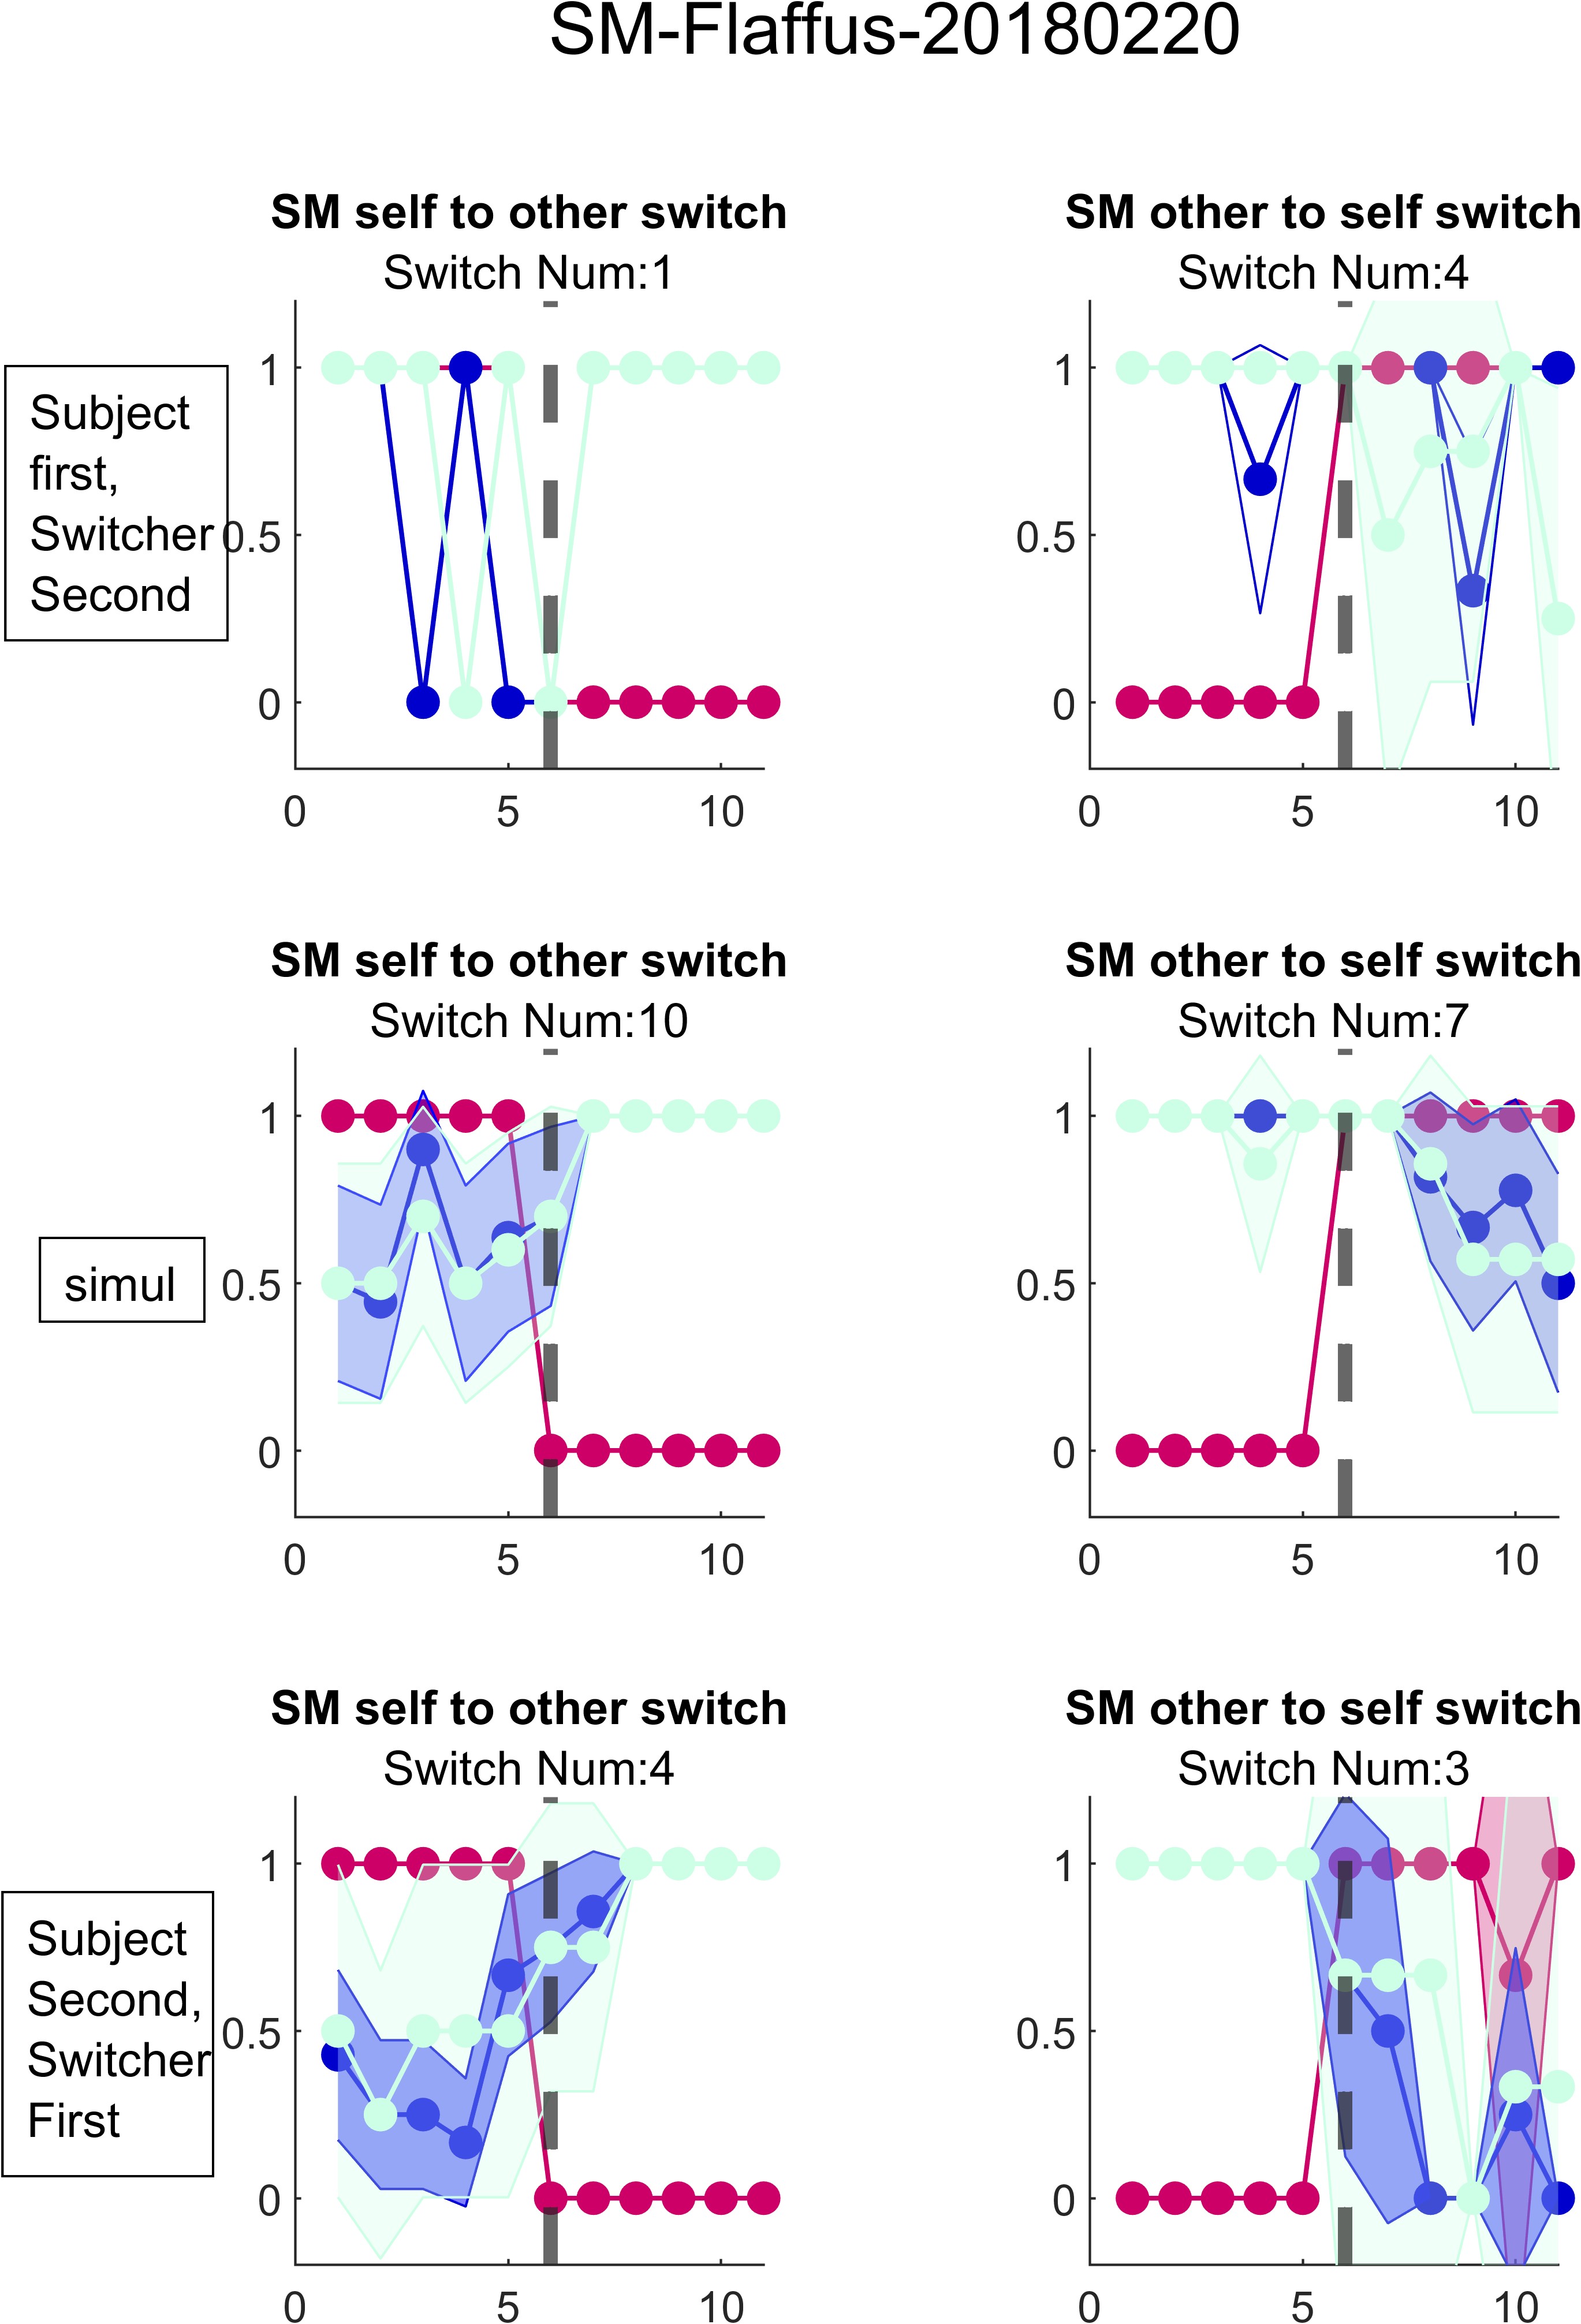 SM-Flaffus-20180220
SM self to other switch
Switch Num:1
SM other to self switch
Switch Num:4
Subject
first,
Switcher
Second
1
0.5
0
0 5 10
1
0.5
0
0 5 10
SM self to other switch
Switch Num:10
SM other to self switch
Switch Num:7
simul
1
0.5
0
0 5 10
1
0.5
0
0 5 10
SM self to other switch
Switch Num:4
SM other to self switch
Switch Num:3
Subject
Second,
Switcher
First
1
0.5
0
0 5 10
1
0.5
0
0 5 10